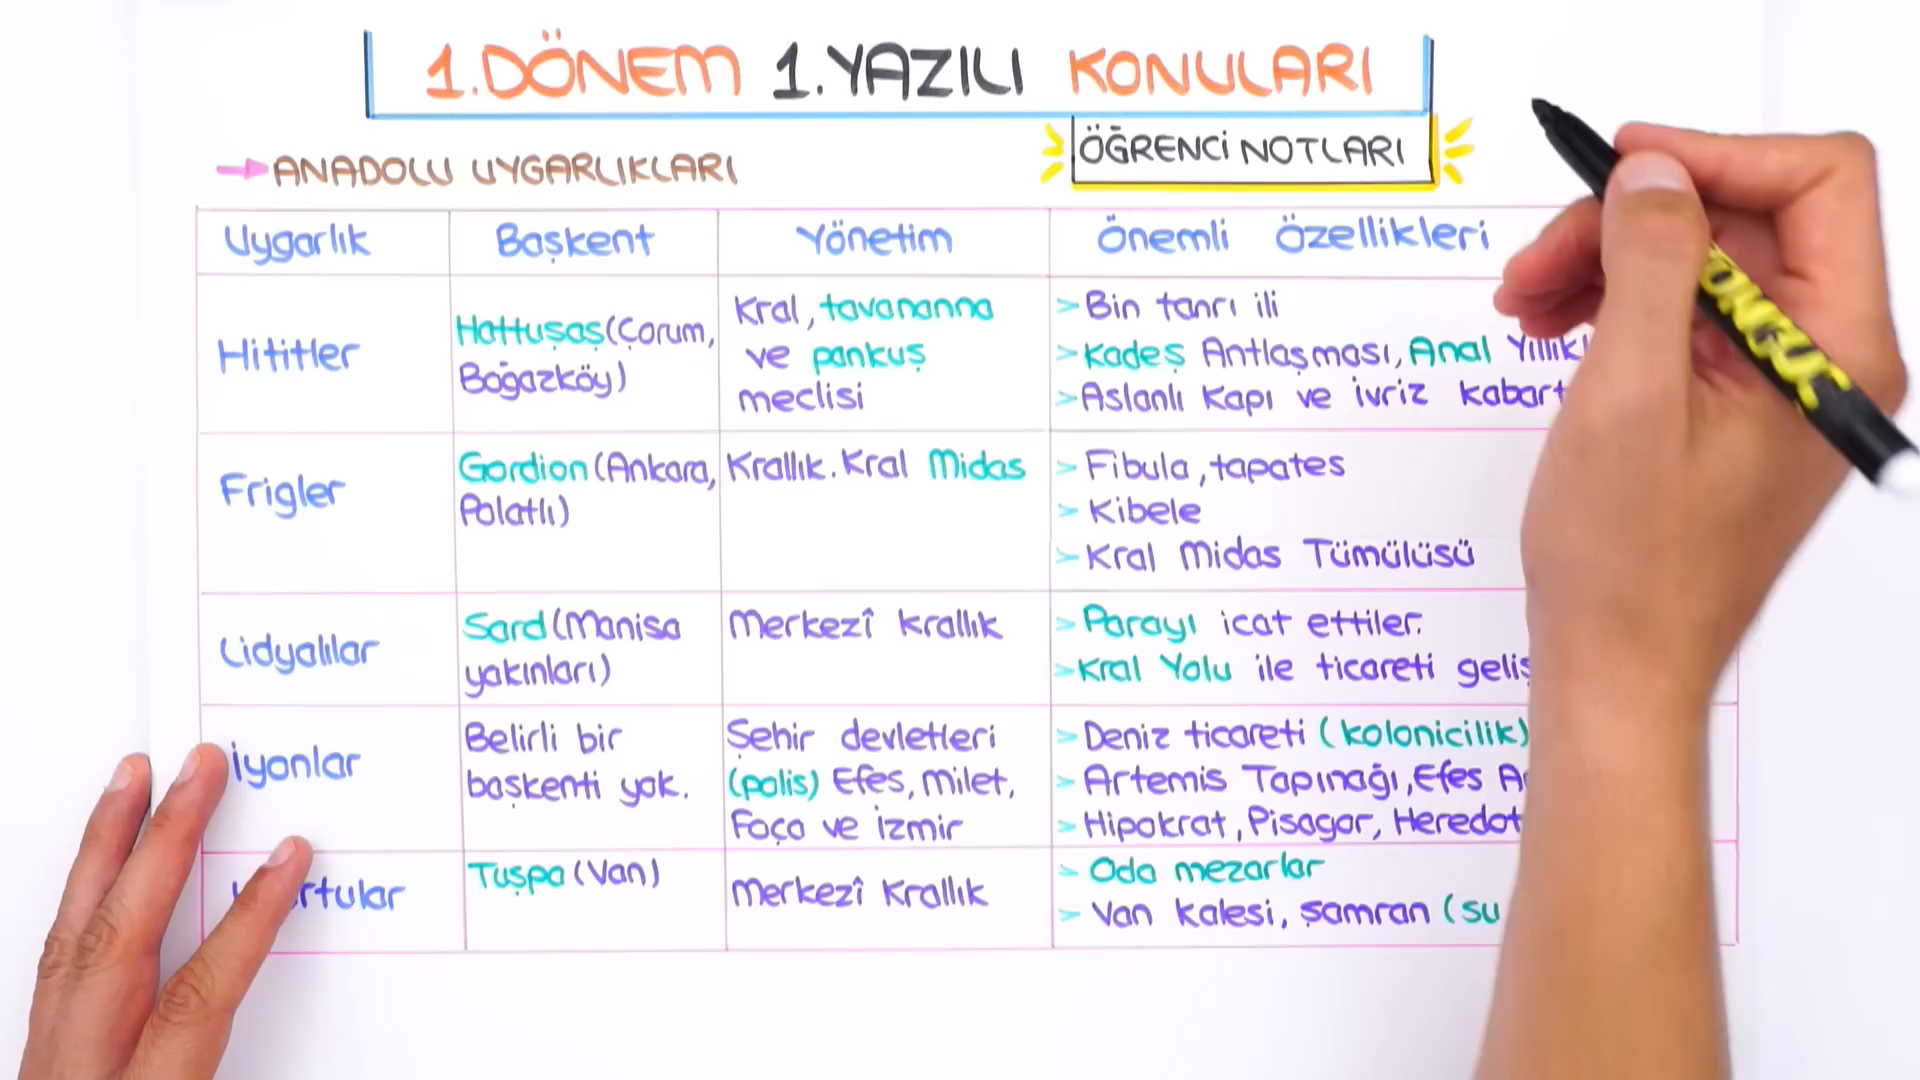 1.DÖNEM 1.YAZILI KONULARI
ÖĞRENCİ NOTLARI
ANADOLU UYGARLIKLARI
Uygarlık Başkent Yönetim Önemli Özellikleri
Hititler
Hattuşaş (Çorum,
Boğazköy)
Kral, tavananna
ve pankuş
meclisi
> Bin tanrı ili
> Kadeş Antlaşması, Anal
> Aslanlı Kapı ve İvriz
Frigler
Gordion (Ankara,
Polatlı)
Krallık. Kral Midas
> Fibula, tapates
> Kibele
> Kral Midas Tümülüsü
Lidyalılar
Sard (Manisa
yakınları)
Merkezî krallık
> Parayı icat ettiler.
> Kral Yolu ile ticareti
İyonlar
Belirli bir
başkenti yok.
Şehir devletleri
(polis) Efes, Milet,
Foça ve İzmir
> Deniz ticareti (kolonicilik)
> Artemis Tapınağı, Efes
> Hipokrat, Pisagor, Heredot
Tuşpa (Van)
Merkezî Krallık
> Oda mezarlar
> Van kalesi, Şamran (su